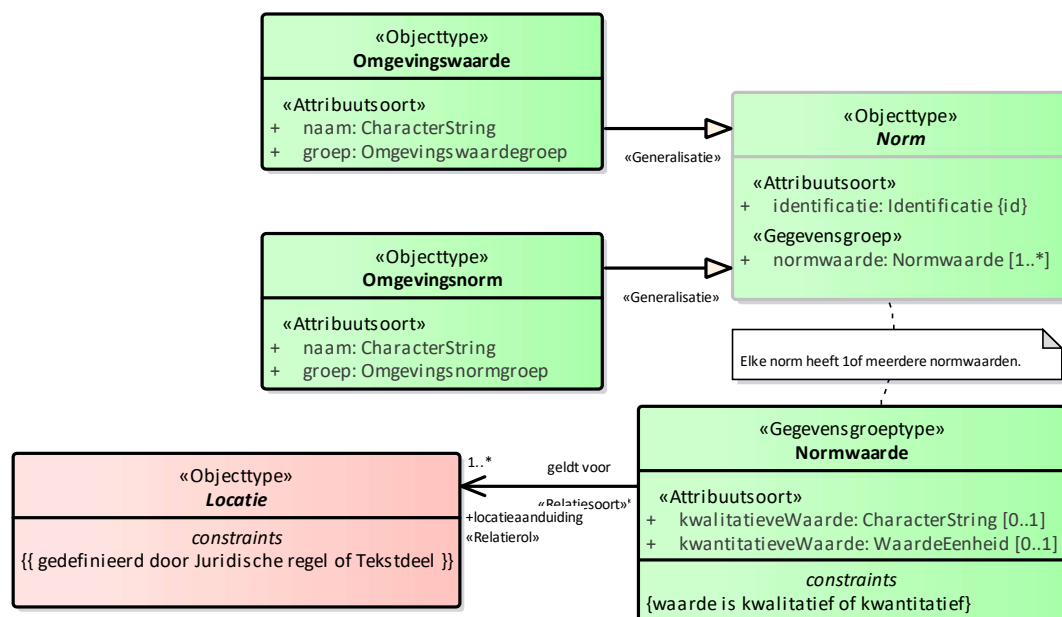 «Objecttype»
Omgevingswaarde
«Attribuutsoort»
+ naam: CharacterString
+ groep: Omgevingswaardegroep
«Generalisatie»
«Objecttype»
Norm
«Attribuutsoort»
+ identificatie: Identificatie {id}
«Gegevensgroep»
+ normwaarde: Normwaarde [1..*]
«Objecttype»
Omgevingsnorm
«Attribuutsoort»
+ naam: CharacterString
+ groep: Omgevingsnormgroep
«Generalisatie»
Elke norm heeft 1of meerdere normwaarden.
«Objecttype»
Locatie
constraints
{{ gedefinieerd door Juridische regel of Tekstdeel }}
1..*
geldt voor
«Relatiesoort»*
+locatieaanduiding
«Relatierol»
«Gegevensgroeptype»
Normwaarde
«Attribuutsoort»
+ kwalitatieveWaarde: CharacterString [0..1]
+ kwantitatieveWaarde: WaardeEenheid [0..1]
constraints
{waarde is kwalitatief of kwantitatief}